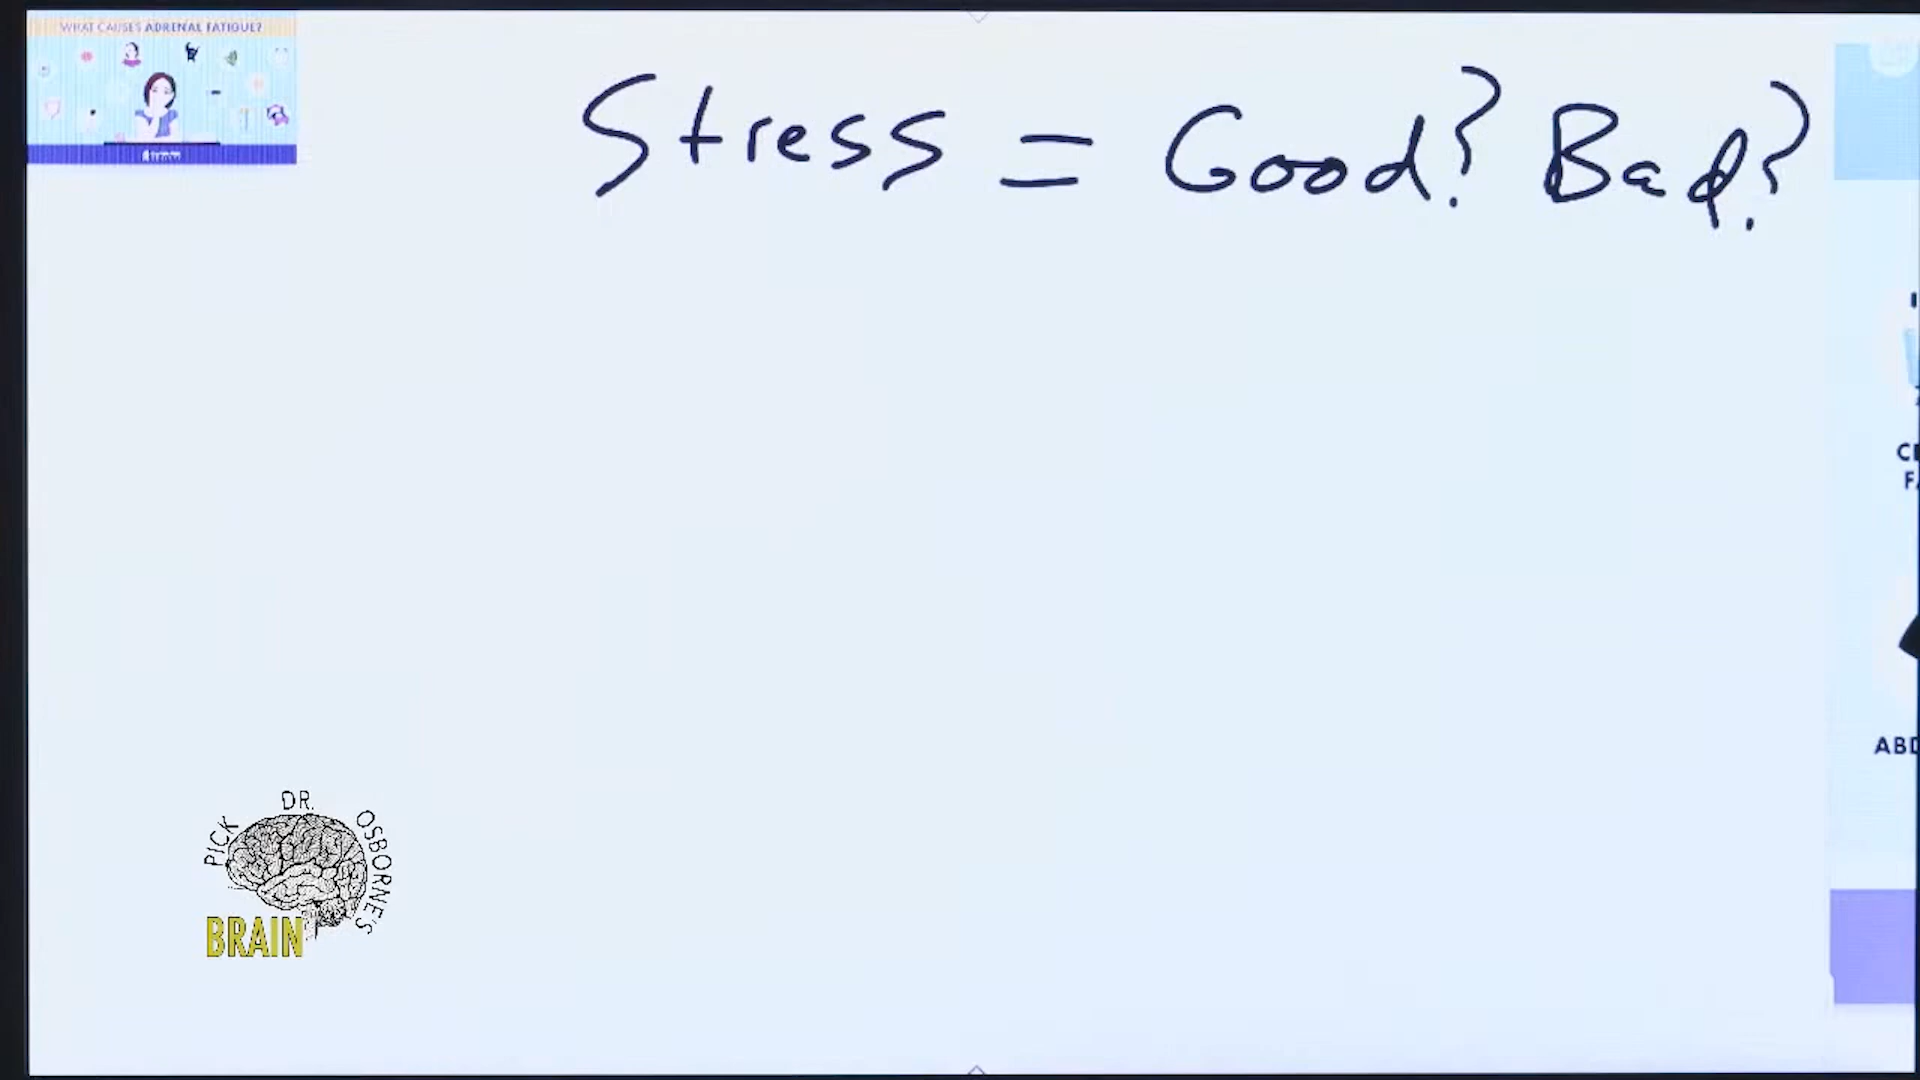 WHAT CAUSES ADRENAL FATIGUE?
Stress = Good? Bad?
PICK DR. OSBORNE'S
BRAIN